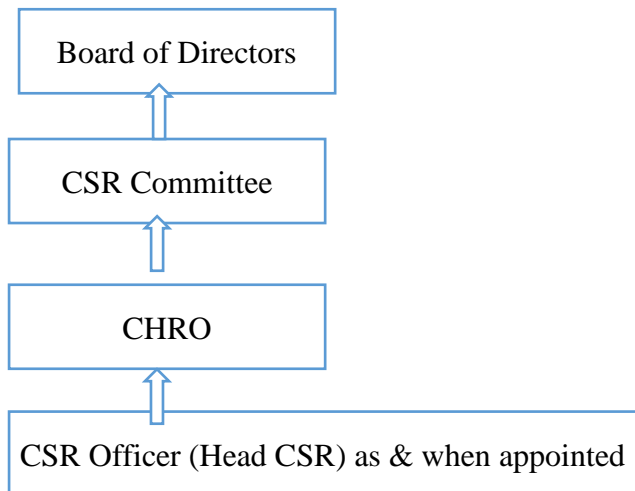 Board of Directors
CSR Committee
CHRO
CSR Officer (Head CSR) as & when appointed